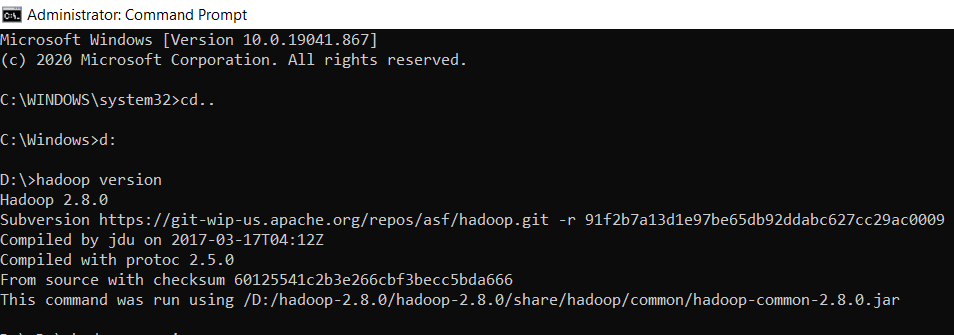 Administrator: Command Prompt
Microsoft Windows [Version 10.0.19041.867]
(c) 2020 Microsoft Corporation. All rights reserved.
C:\WINDOWS\system32>cd..
C:\Windows>d:
D:\>hadoop version
Hadoop 2.8.0
Subversion https://git-wip-us.apache.org/repos/asf/hadoop.git -r 91f2b7a13d1e97be65db92ddabc627cc29ac0009
Compiled by jdu on 2017-03-17T04:12Z
Compiled with protoc 2.5.0
From source with checksum 60125541c2b3e266cbf3becc5bda666
This command was run using /D:/hadoop-2.8.0/hadoop-2.8.0/share/hadoop/common/hadoop-common-2.8.0.jar